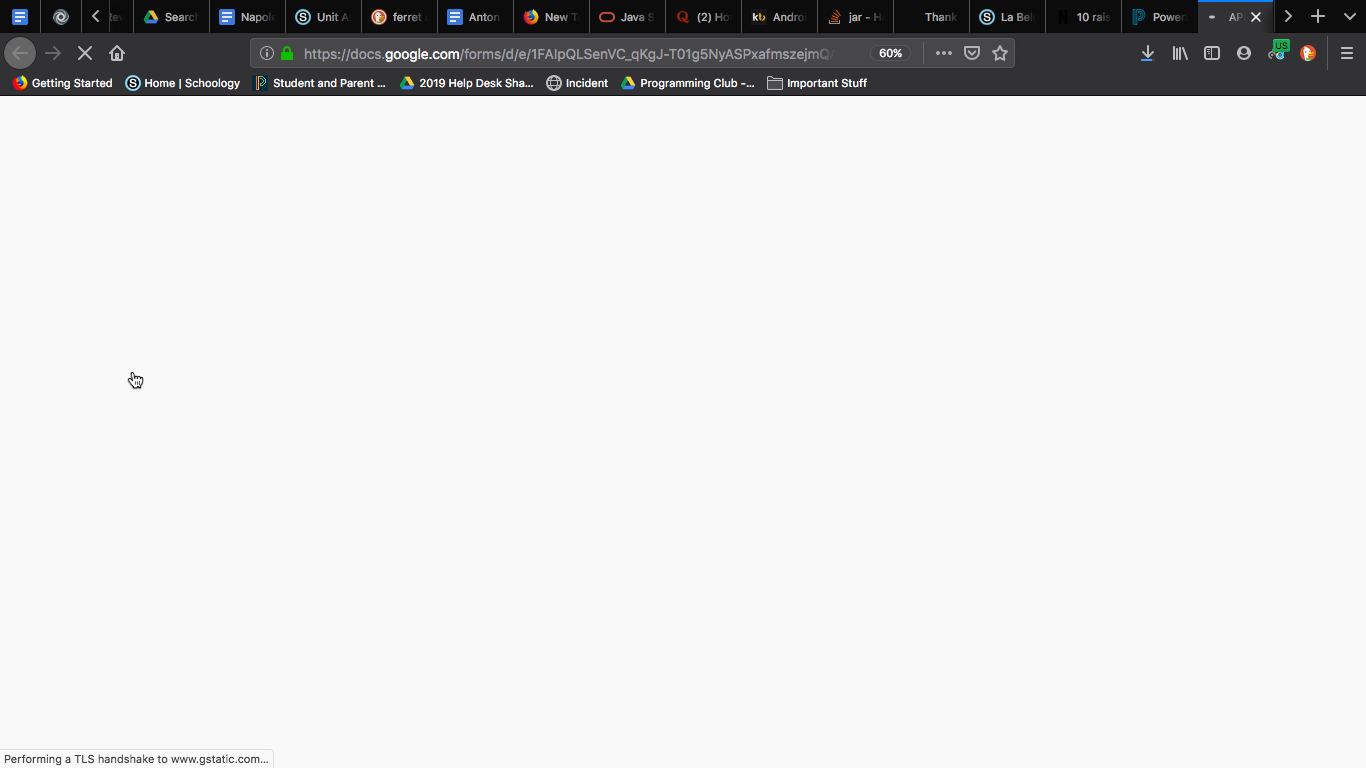 Search Napol Unit A ferret Anton New T Java S (2) Ho Androi jar - H Thank La Bel 10 rais Power AP
https://docs.google.com/forms/d/e/1FAIpQLSenVC_qKgJ-T01g5NyASPxafmszejmQ 60% US
Getting Started Home | Schoology Student and Parent ... 2019 Help Desk Sha... Incident Programming Club -... Important Stuff
Performing a TLS handshake to www.gstatic.com...